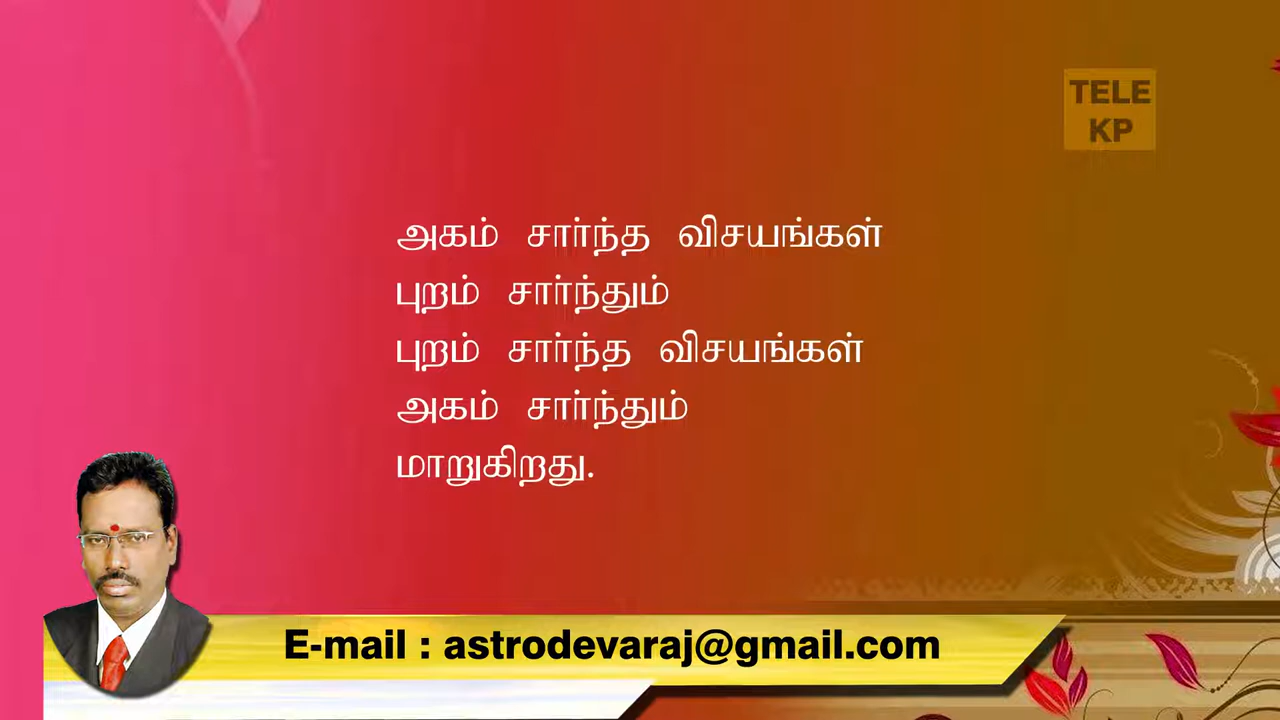 TELE
KP
அகம் சார்ந்த விசயங்கள்
புறம் சார்ந்தும்
புறம் சார்ந்த விசயங்கள்
அகம் சார்ந்தும்
மாறுகிறது.
E-mail : astrodevaraj@gmail.com